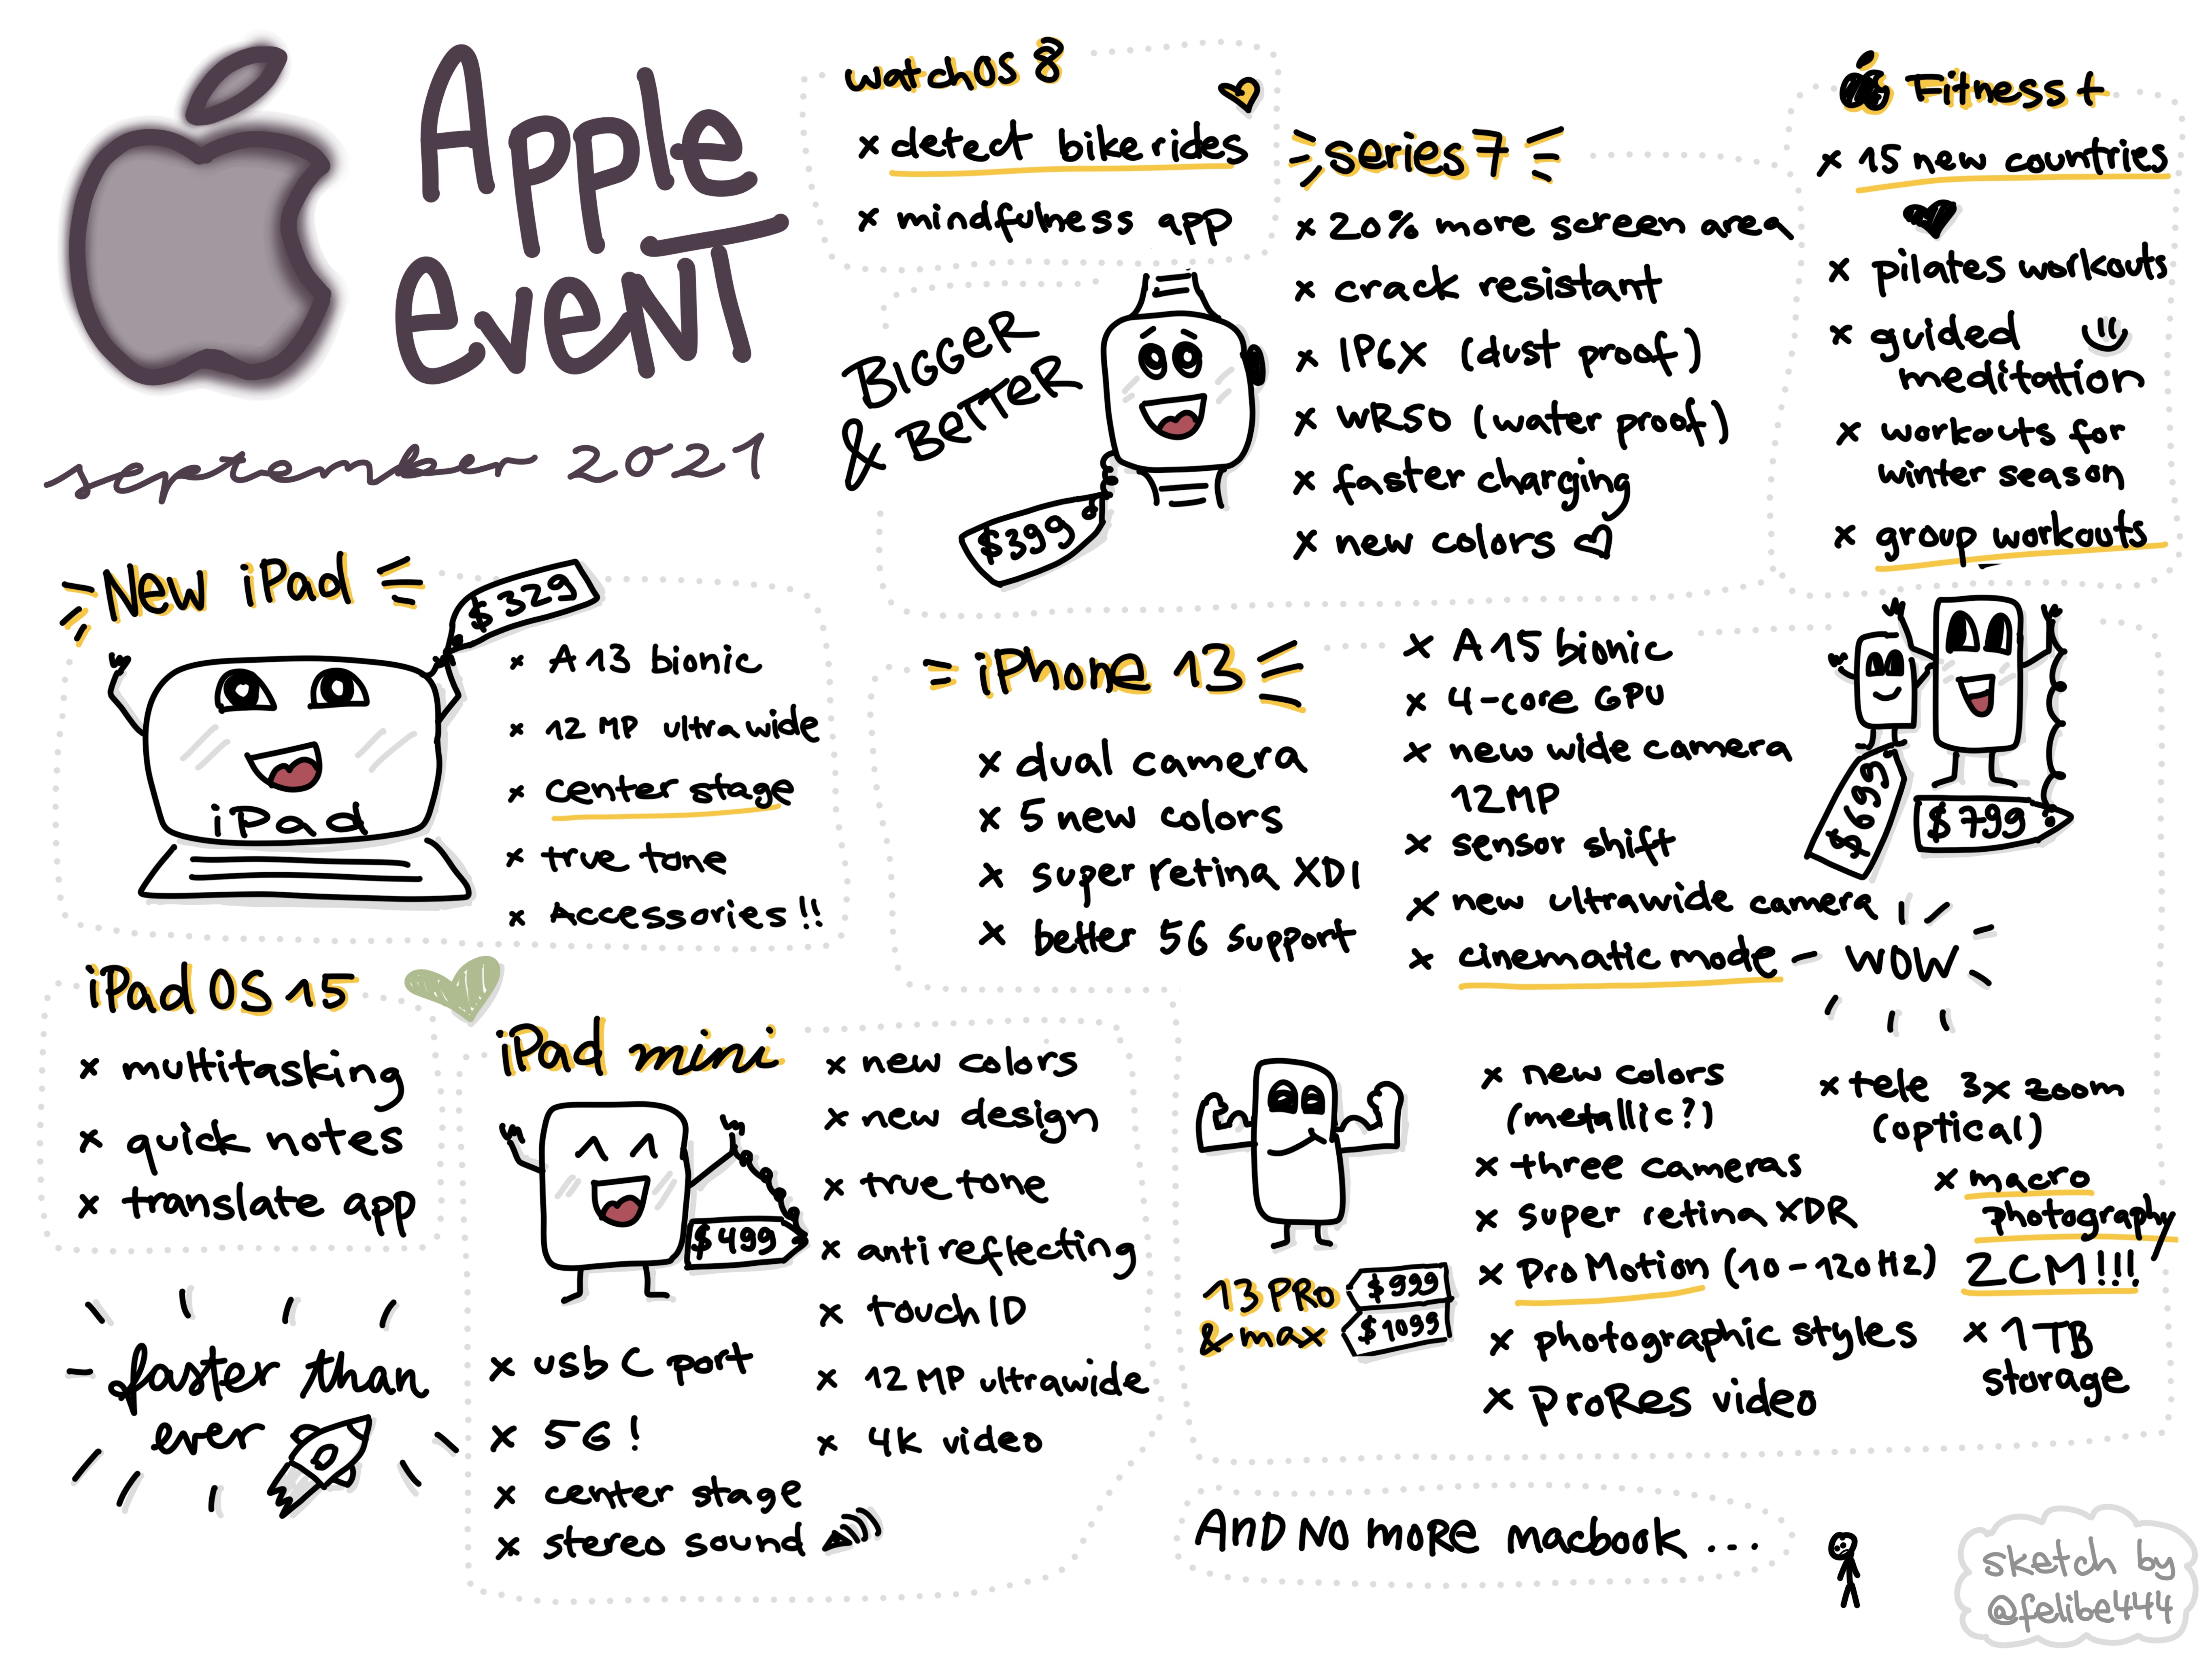 Apple
event
september 2021
watchOS 8
x detect bike rides
x mindfulness app
BIGGER
& BETTER
$399
series 7
x 20% more screen area
x crack resistant
x IP6X (dust proof)
x WR50 (water proof)
x faster charging
x new colors
Fitness+
x 15 new countries
x pilates workouts
x guided
meditation
x workouts for
winter season
x group workouts
New iPad
$329
iPad
x A13 bionic
x 12 MP ultrawide
x center stage
x true tone
x Accessories!!
iPhone 13
x dual camera
x 5 new colors
x super retina XDI
x better 5G support
x A15 bionic
x 4-core GPU
x new wide camera
12MP
x sensor shift
x new ultrawide camera
x cinematic mode - WOW
$699
$799
iPad OS 15
x multitasking
x quick notes
x translate app
faster than
ever
iPad mini
$499
x usb C port
x 5G!
x center stage
x stereo sound
x new colors
x new design
x true tone
x anti reflecting
x touch ID
x 12 MP ultrawide
x 4K video
13 PRO
& max
$999
$1099
x new colors
(metallic?)
x three cameras
x super retina XDR
x ProMotion (10-120Hz)
x photographic styles
x ProRes video
x tele 3x zoom
(optical)
x macro
photography
2CM!!!
x 1TB
storage
AND NO MORE macbook ...
sketch by
@felibe444